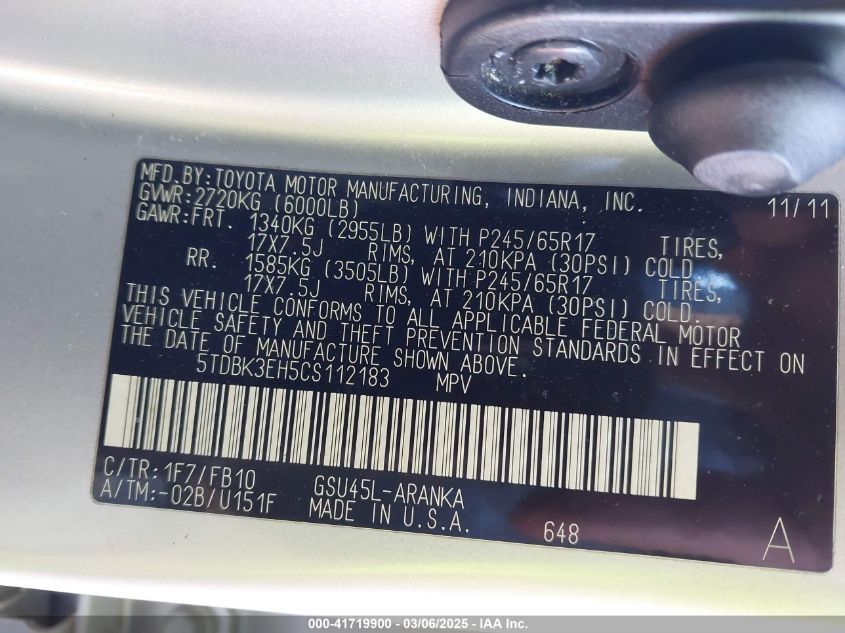 MFD.BY:TOYOTA MOTOR MANUFACTURING, INDIANA, INC. 11/11
GVWR:2720KG (6000LB)
GAWR:FRT. 1340KG (2955LB) WITH P245/65R17 TIRES,
17X7.5J RIMS, AT 210KPA (30PSI) COLD
RR. 1585KG (3505LB) WITH P245/65R17 TIRES,
17X7.5J RIMS, AT 210KPA (30PSI) COLD.
THIS VEHICLE CONFORMS TO ALL APPLICABLE FEDERAL MOTOR
VEHICLE SAFETY AND THEFT PREVENTION STANDARDS IN EFFECT ON
THE DATE OF MANUFACTURE SHOWN ABOVE.
5TDBK3EH5CS112183 MPV
C/TR:1F7/FB10 GSU45L-ARANKA
A/TM:-02B/U151F MADE IN U.S.A. 648 A
000-41719900 - 03/06/2025 - IAA Inc.